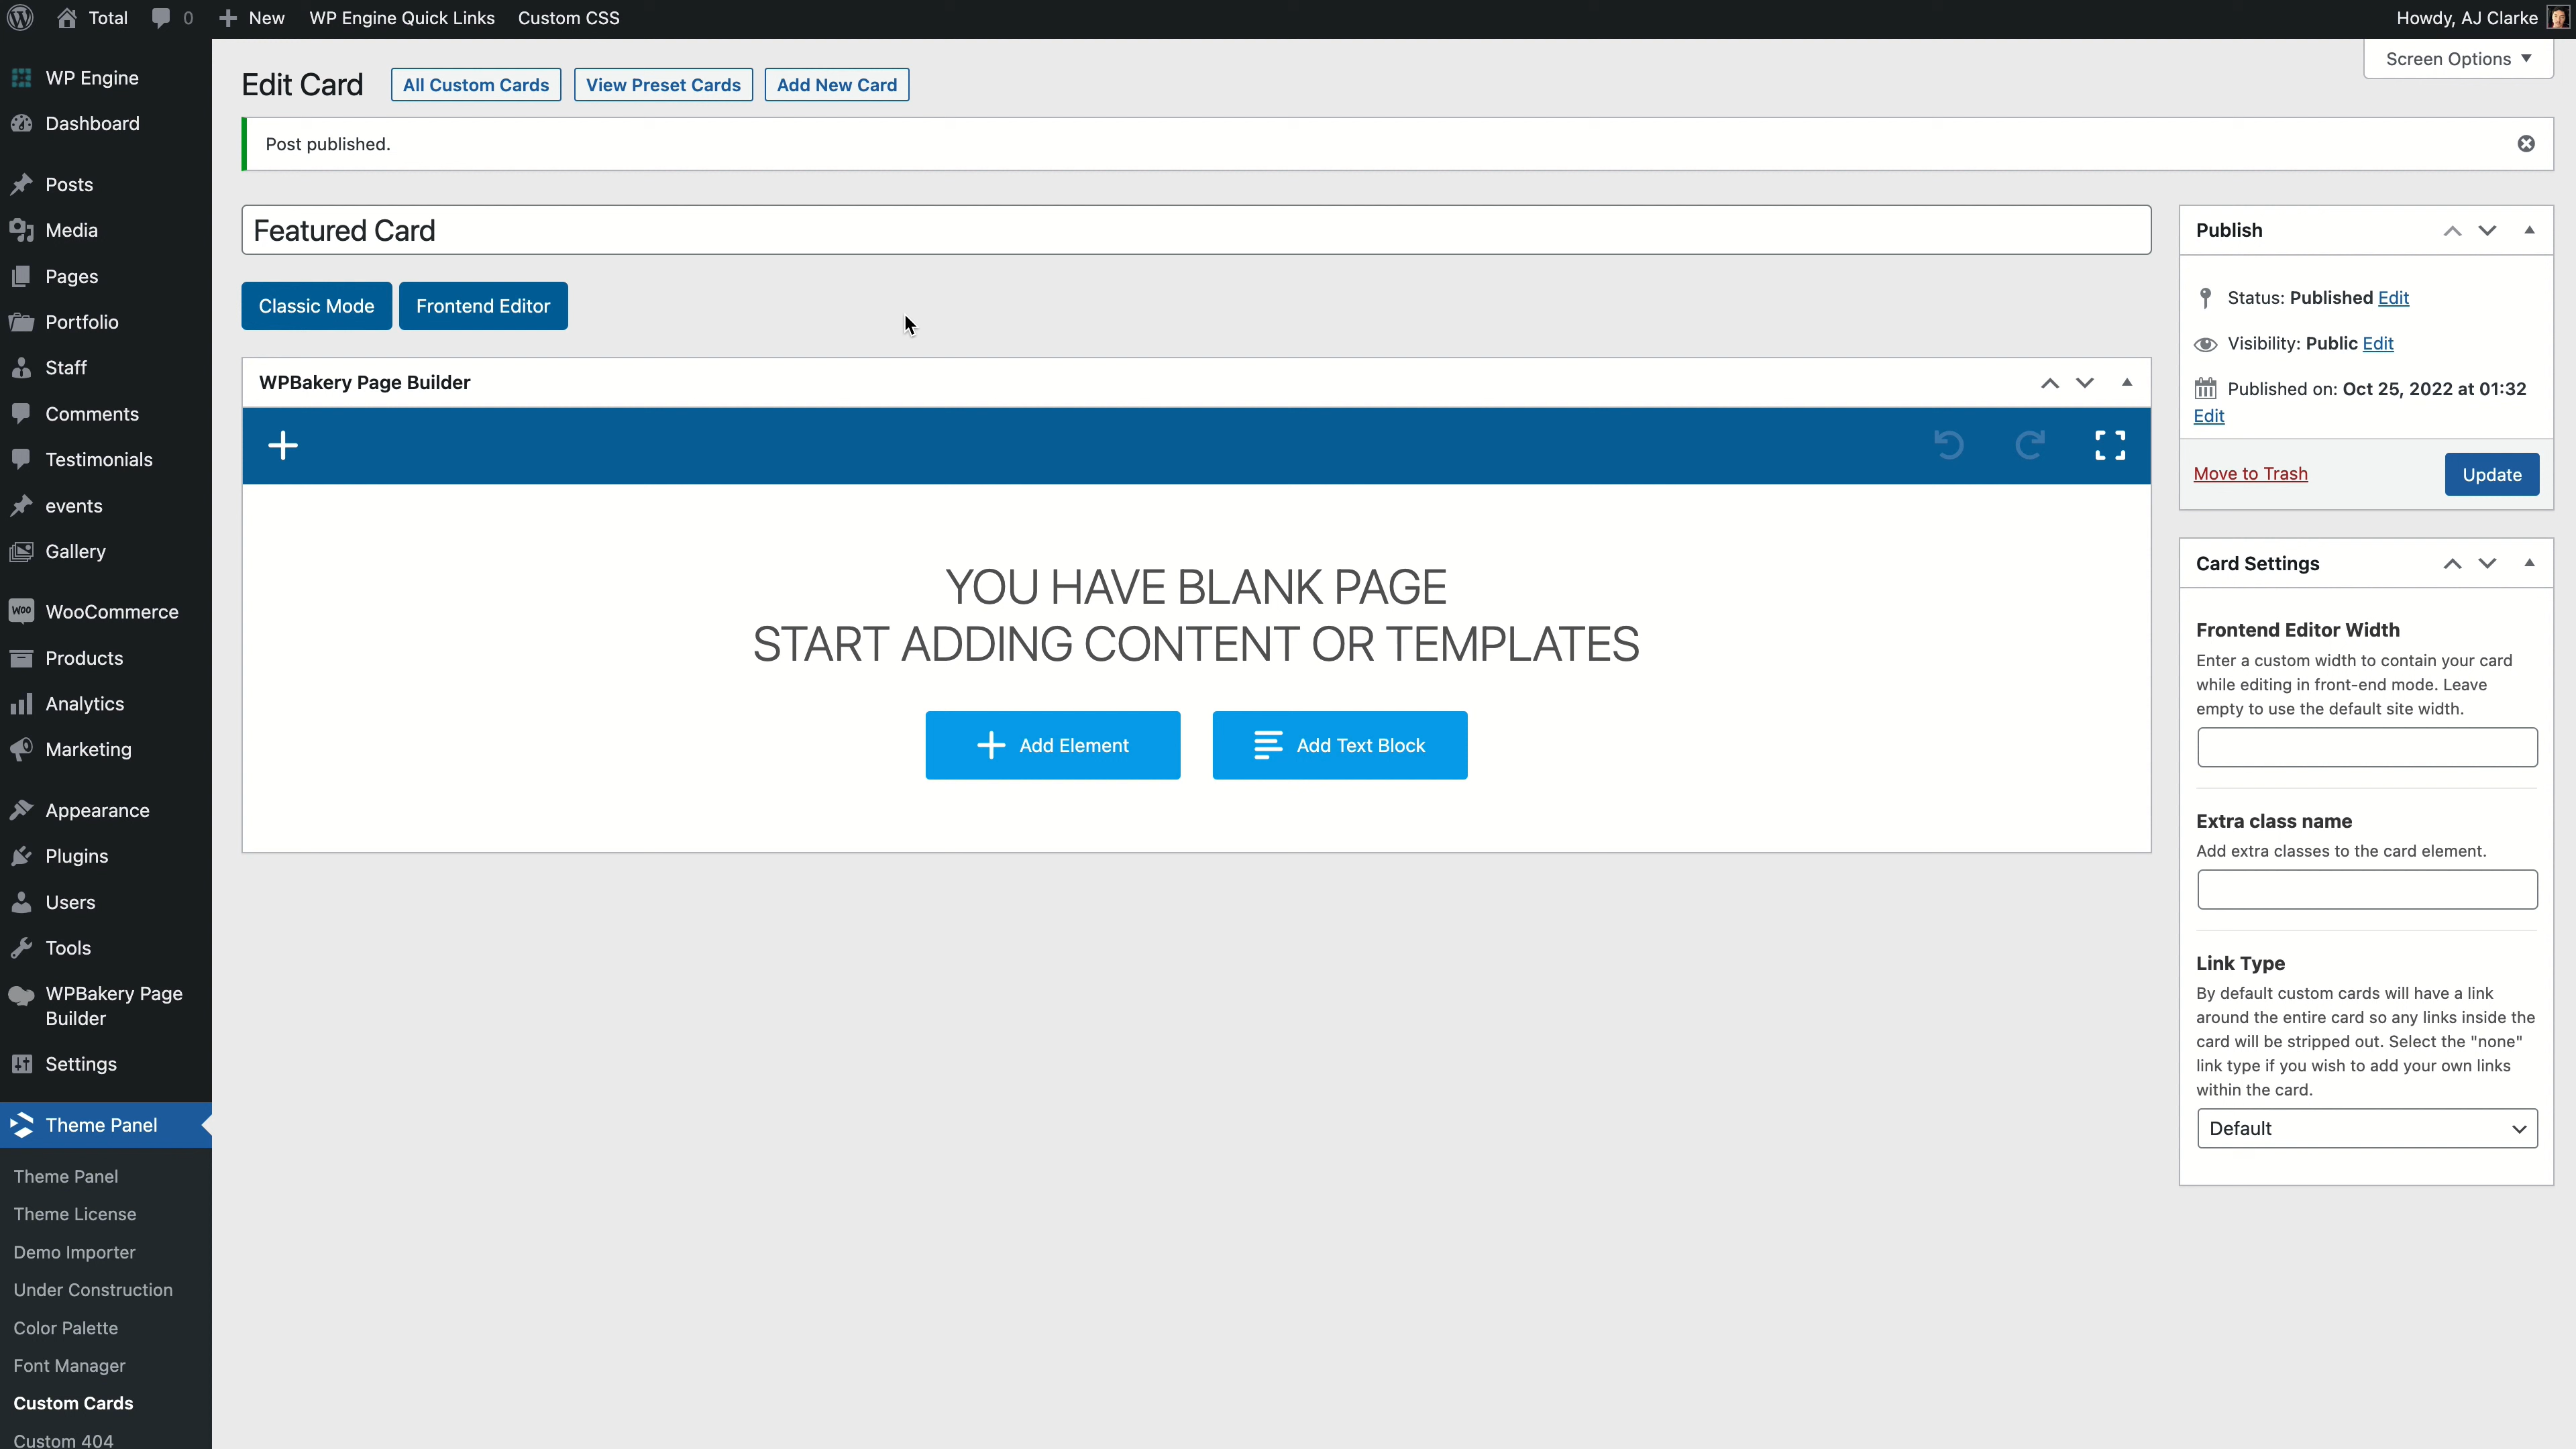 Total
0
New
WP Engine Quick Links
Custom CSS
Howdy, AJ Clarke
WP Engine
Dashboard
Posts
Media
Pages
Portfolio
Staff
Comments
Testimonials
events
Gallery
Woo
WooCommerce
Products
Analytics
Marketing
Appearance
Plugins
Users
Tools
WPBakery Page
Builder
Settings
Theme Panel
Theme Panel
Theme License
Demo Importer
Under Construction
Color Palette
Font Manager
Custom Cards
Custom 404
Screen Options
Edit Card
All Custom Cards
View Preset Cards
Add New Card
Post published.
Featured Card
Classic Mode
Frontend Editor
WPBakery Page Builder
YOU HAVE BLANK PAGE
START ADDING CONTENT OR TEMPLATES
Add Element
Add Text Block
Publish
Status: Published Edit
Visibility: Public Edit
Published on: Oct 25, 2022 at 01:32
Edit
Move to Trash
Update
Card Settings
Frontend Editor Width
Enter a custom width to contain your card
while editing in front-end mode. Leave
empty to use the default site width.
Extra class name
Add extra classes to the card element.
Link Type
By default custom cards will have a link
around the entire card so any links inside the
card will be stripped out. Select the "none"
link type if you wish to add your own links
within the card.
Default